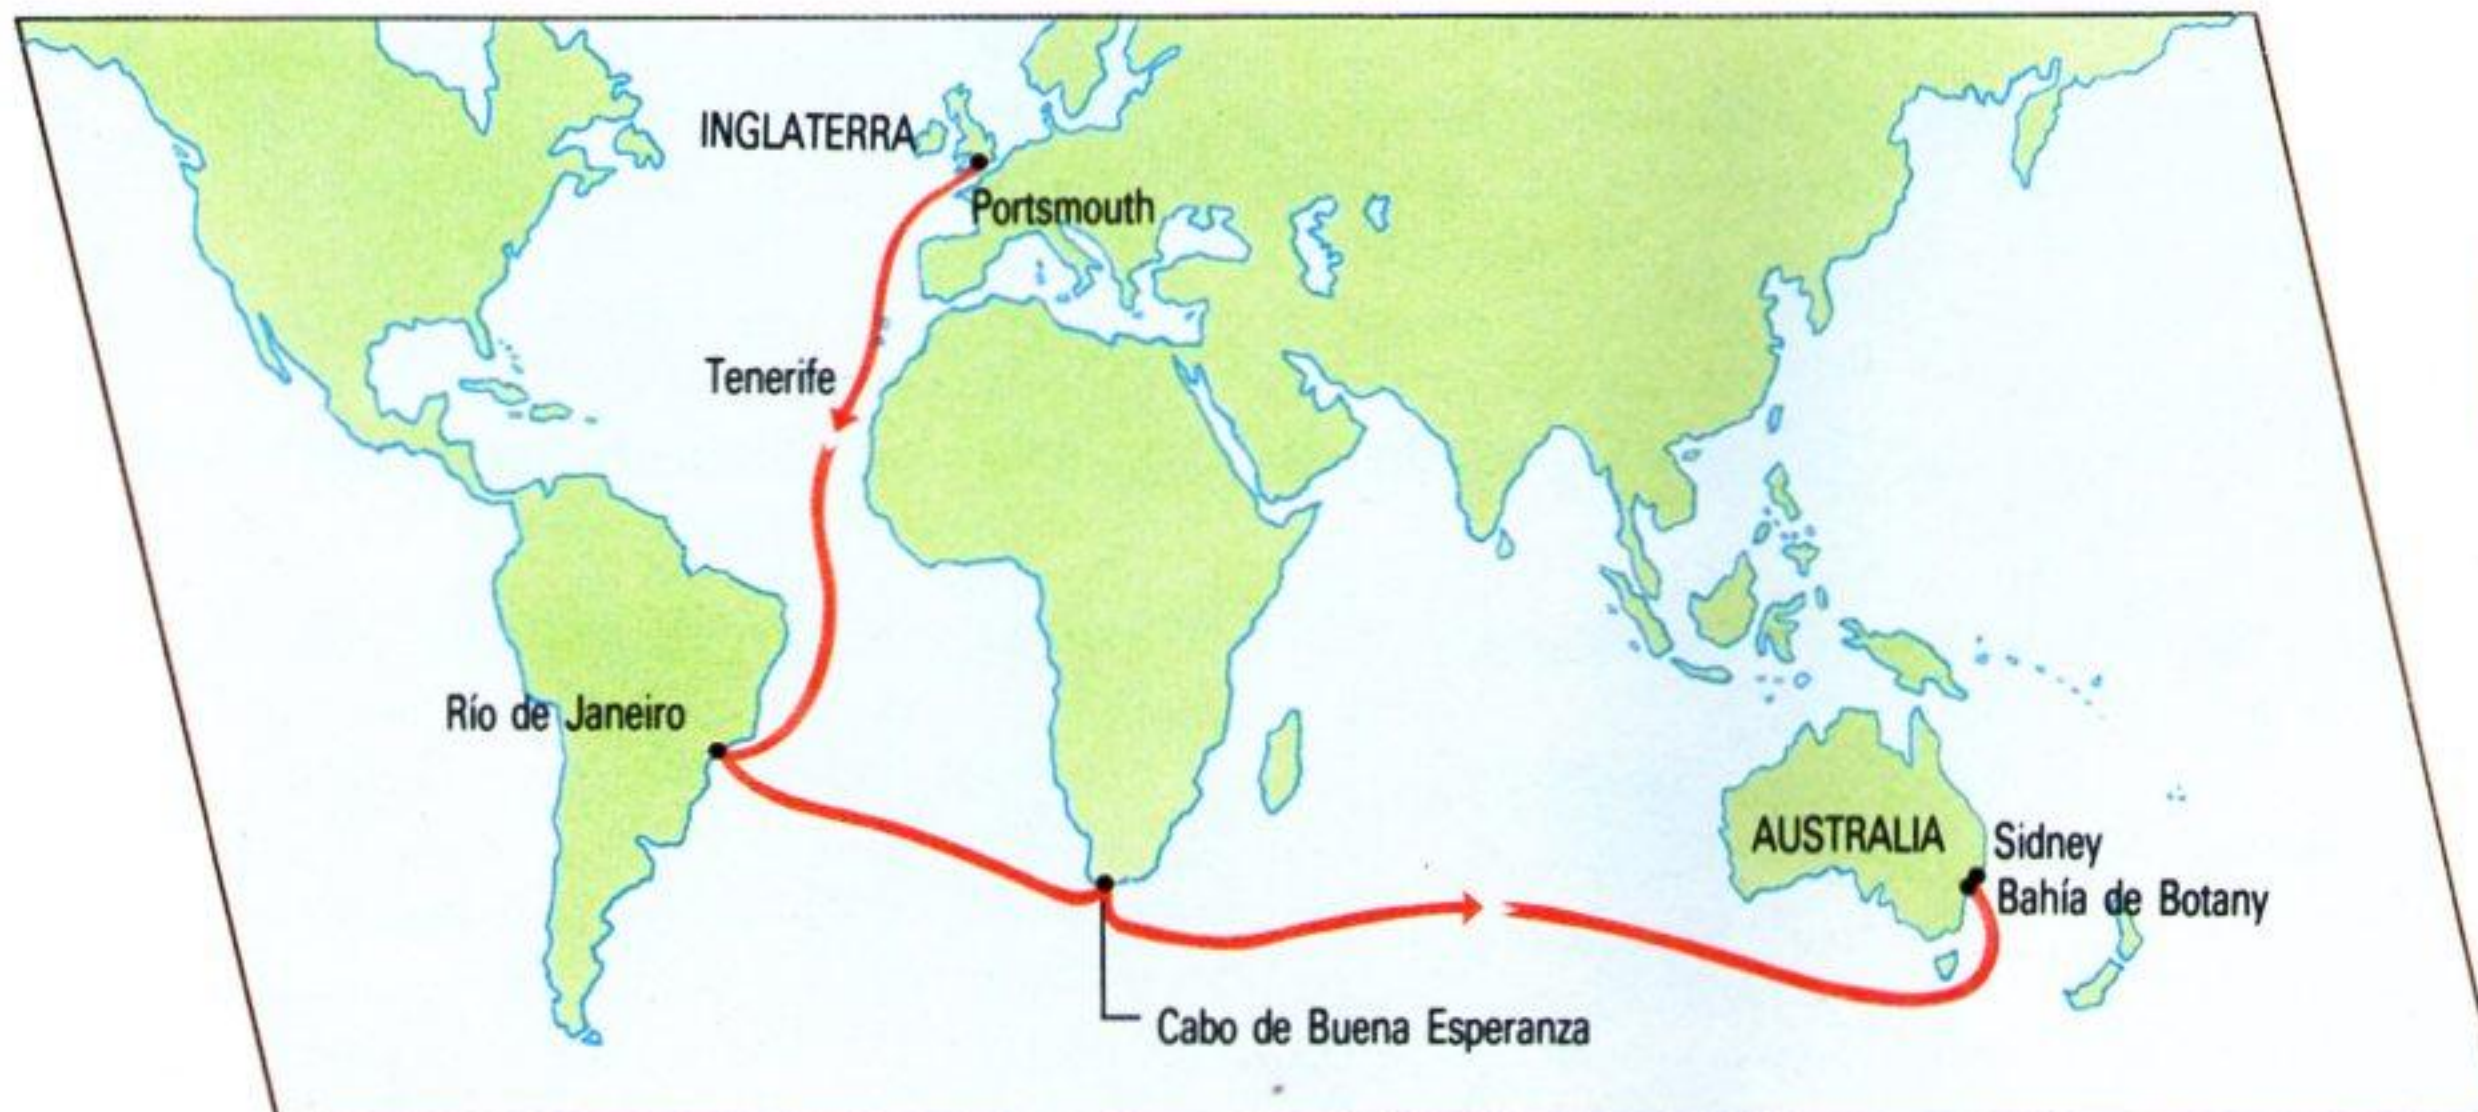 INGLATERRA
Portsmouth
Tenerife
Río de Janeiro
AUSTRALIA
Sidney
Bahía de Botany
Cabo de Buena Esperanza